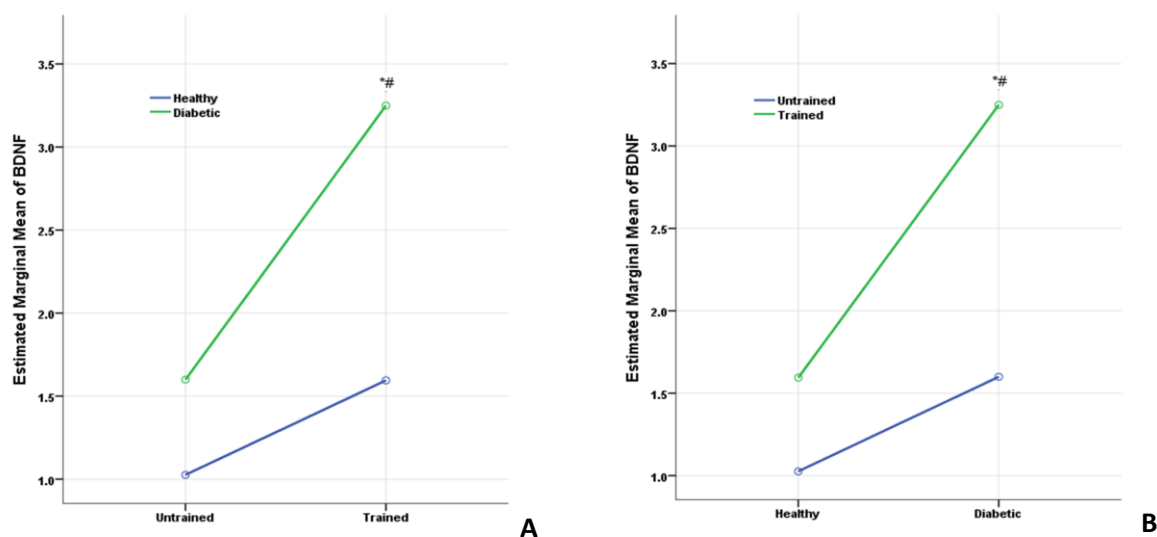 Estimated Marginal Mean of BDNF
3.5
3.0
2.5
2.0
1.5
1.0
Healthy
Diabetic
*#
Untrained
Trained
A
Estimated Marginal Mean of BDNF
3.5
3.0
2.5
2.0
1.5
1.0
Untrained
Trained
*#
Healthy
Diabetic
B